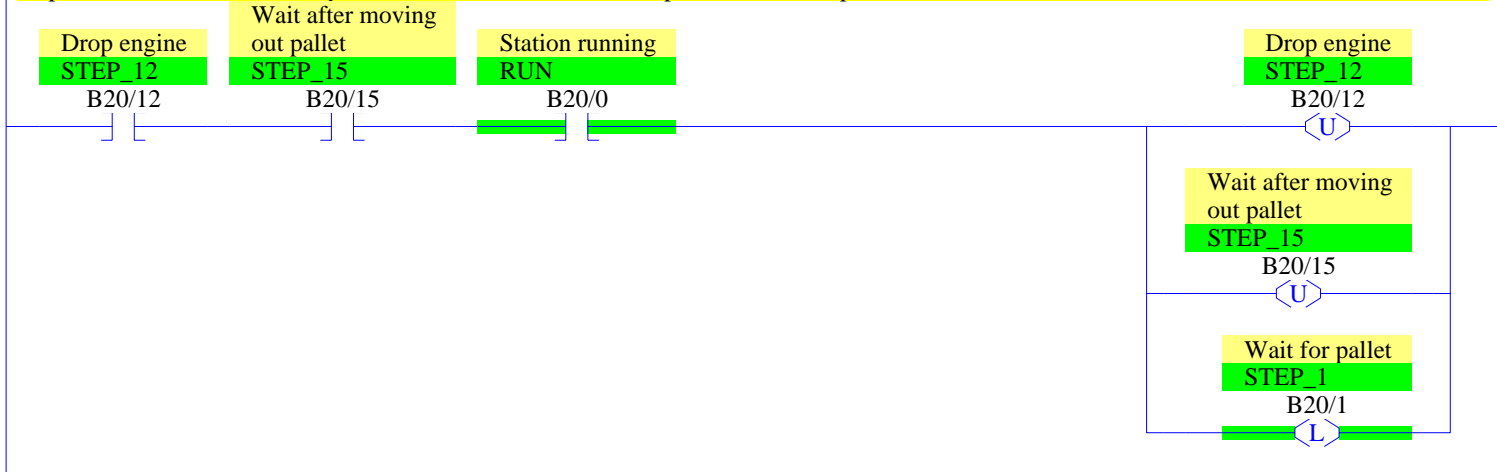 Drop engine
STEP_12
B20/12
Wait after moving
out pallet
STEP_15
B20/15
Station running
RUN
B20/0
Drop engine
STEP_12
B20/12
U
Wait after moving
out pallet
STEP_15
B20/15
U
Wait for pallet
STEP_1
B20/1
L